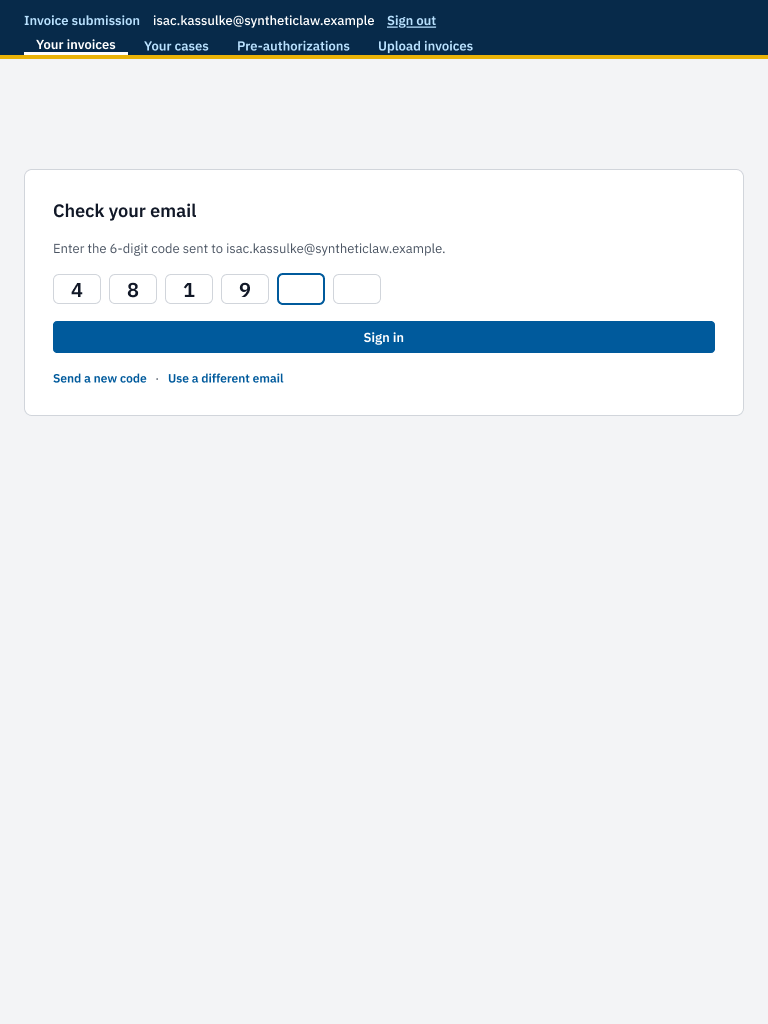 Invoice submission isac.kassulke@syntheticlaw.example Sign out
Your invoices Your cases Pre-authorizations Upload invoices
Check your email
Enter the 6-digit code sent to isac.kassulke@syntheticlaw.example.
4 8 1 9
Sign in
Send a new code · Use a different email